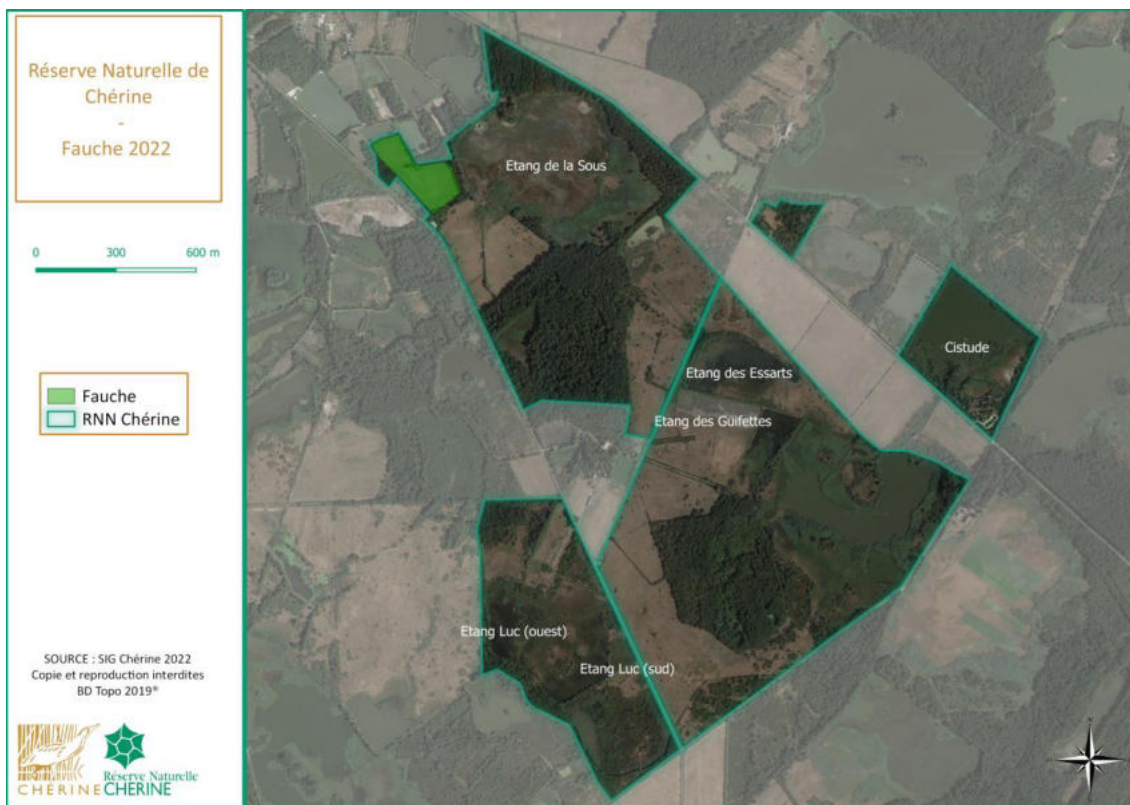 Réserve Naturelle de
Chérine
-
Fauche 2022
0 300 600 m
Fauche
RNN Chérine
SOURCE : SIG Chérine 2022
Copie et reproduction interdites
BD Topo 2019®
CHÉRINE
Réserve Naturelle
CHERINE
Etang de la Sous
Cistude
Etang des Essarts
Etang des Guifettes
Etang Luc (ouest)
Etang Luc (sud)